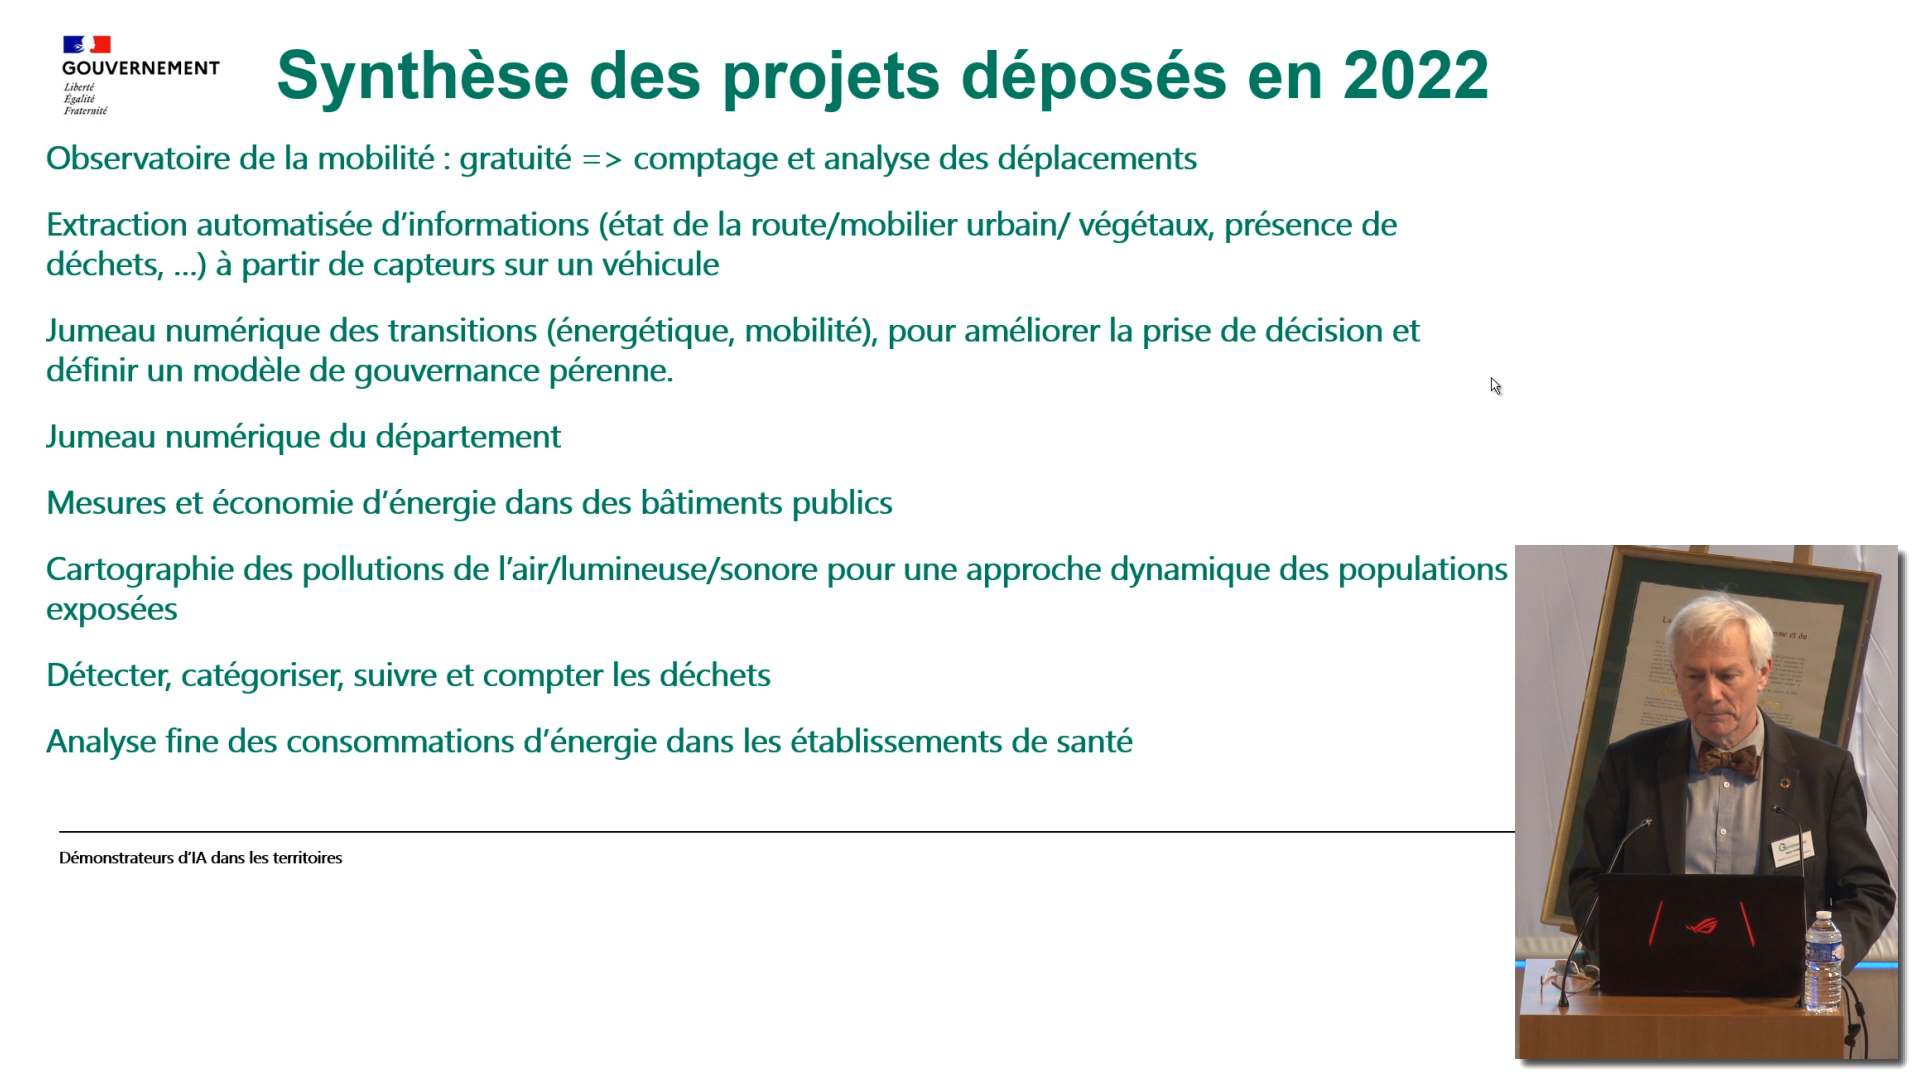 GOUVERNEMENT
Liberté
Égalité
Fraternité
Synthèse des projets déposés en 2022
Observatoire de la mobilité : gratuité => comptage et analyse des déplacements
Extraction automatisée d’informations (état de la route/mobilier urbain/ végétaux, présence de
déchets, ...) à partir de capteurs sur un véhicule
Jumeau numérique des transitions (énergétique, mobilité), pour améliorer la prise de décision et
définir un modèle de gouvernance pérenne.
Jumeau numérique du département
Mesures et économie d’énergie dans des bâtiments publics
Cartographie des pollutions de l’air/lumineuse/sonore pour une approche dynamique des populations
exposées
Détecter, catégoriser, suivre et compter les déchets
Analyse fine des consommations d’énergie dans les établissements de santé
Démonstrateurs d’IA dans les territoires